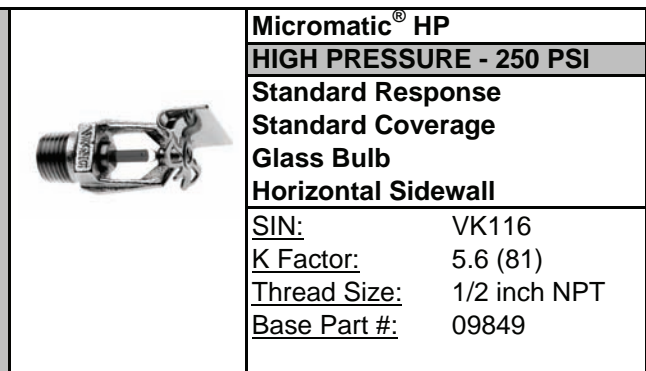 Micromatic® HP
HIGH PRESSURE - 250 PSI
Standard Response
Standard Coverage
Glass Bulb
Horizontal Sidewall
SIN: VK116
K Factor: 5.6 (81)
Thread Size: 1/2 inch NPT
Base Part #: 09849